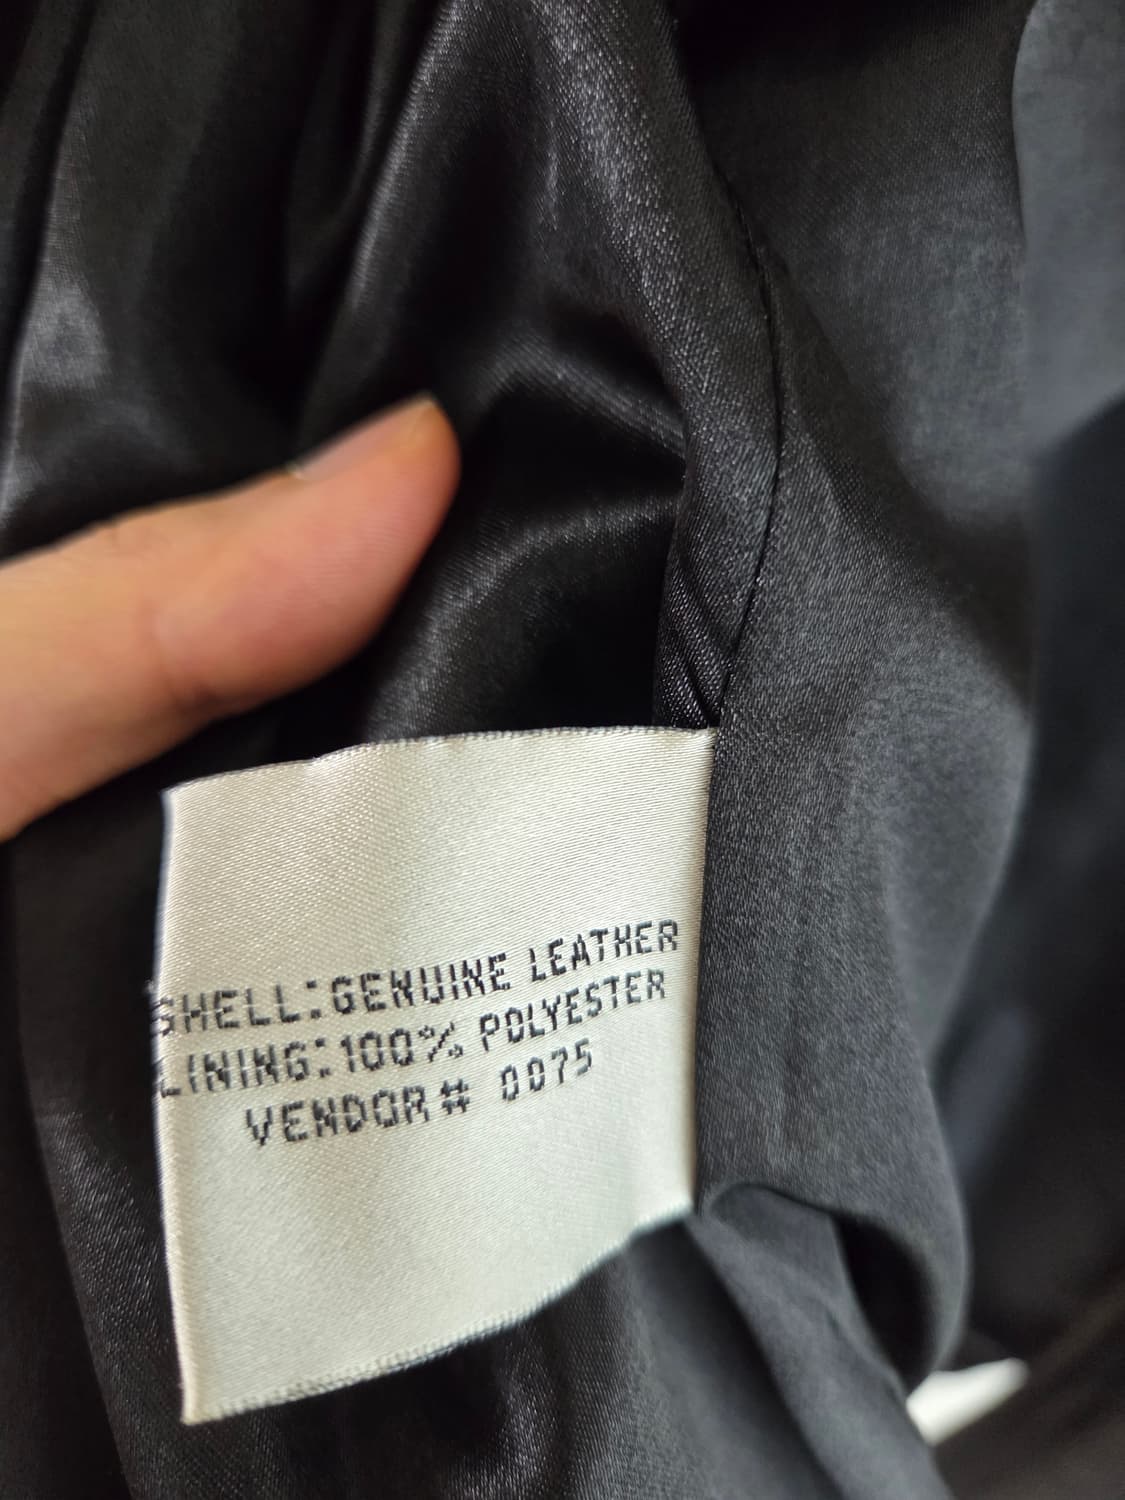 SHELL:GENUINE LEATHER
LINING:100% POLYESTER
VENDOR# 0075